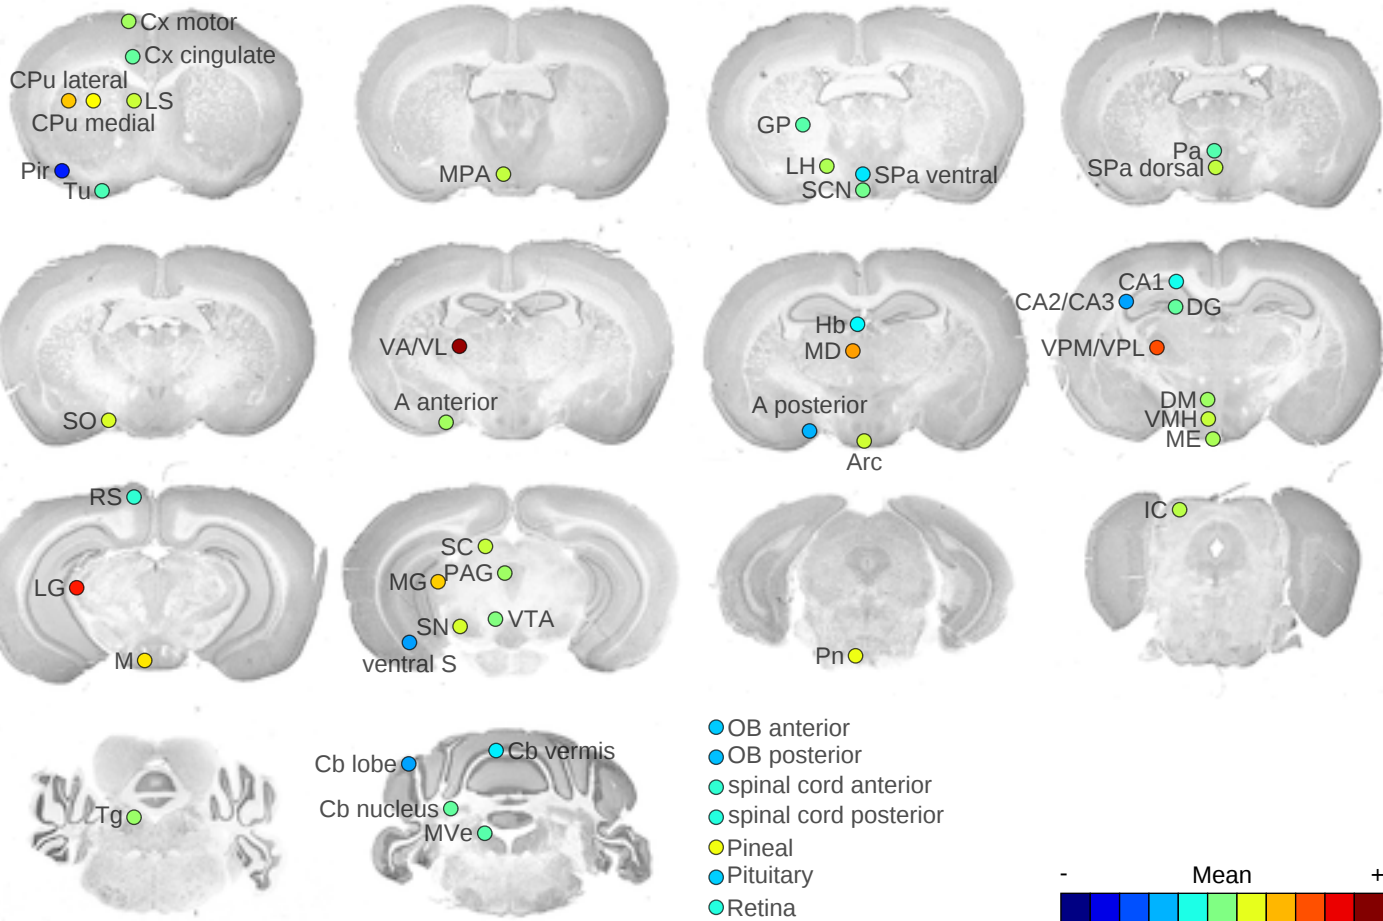 Cx motor
Cx cingulate
CPu lateral
LS
CPu medial
Pir
Tu
MPA
GP
LH
SPa ventral
SCN
Pa
SPa dorsal
SO
VA/VL
A anterior
Hb
MD
A posterior
Arc
CA1
CA2/CA3
DG
VPM/VPL
DM
VMH
ME
RS
LG
M
SC
MG
PAG
SN
VTA
ventral S
Pn
IC
Tg
Cb lobe
Cb vermis
Cb nucleus
MVe
OB anterior
OB posterior
spinal cord anterior
spinal cord posterior
Pineal
Pituitary
Retina
- Mean +